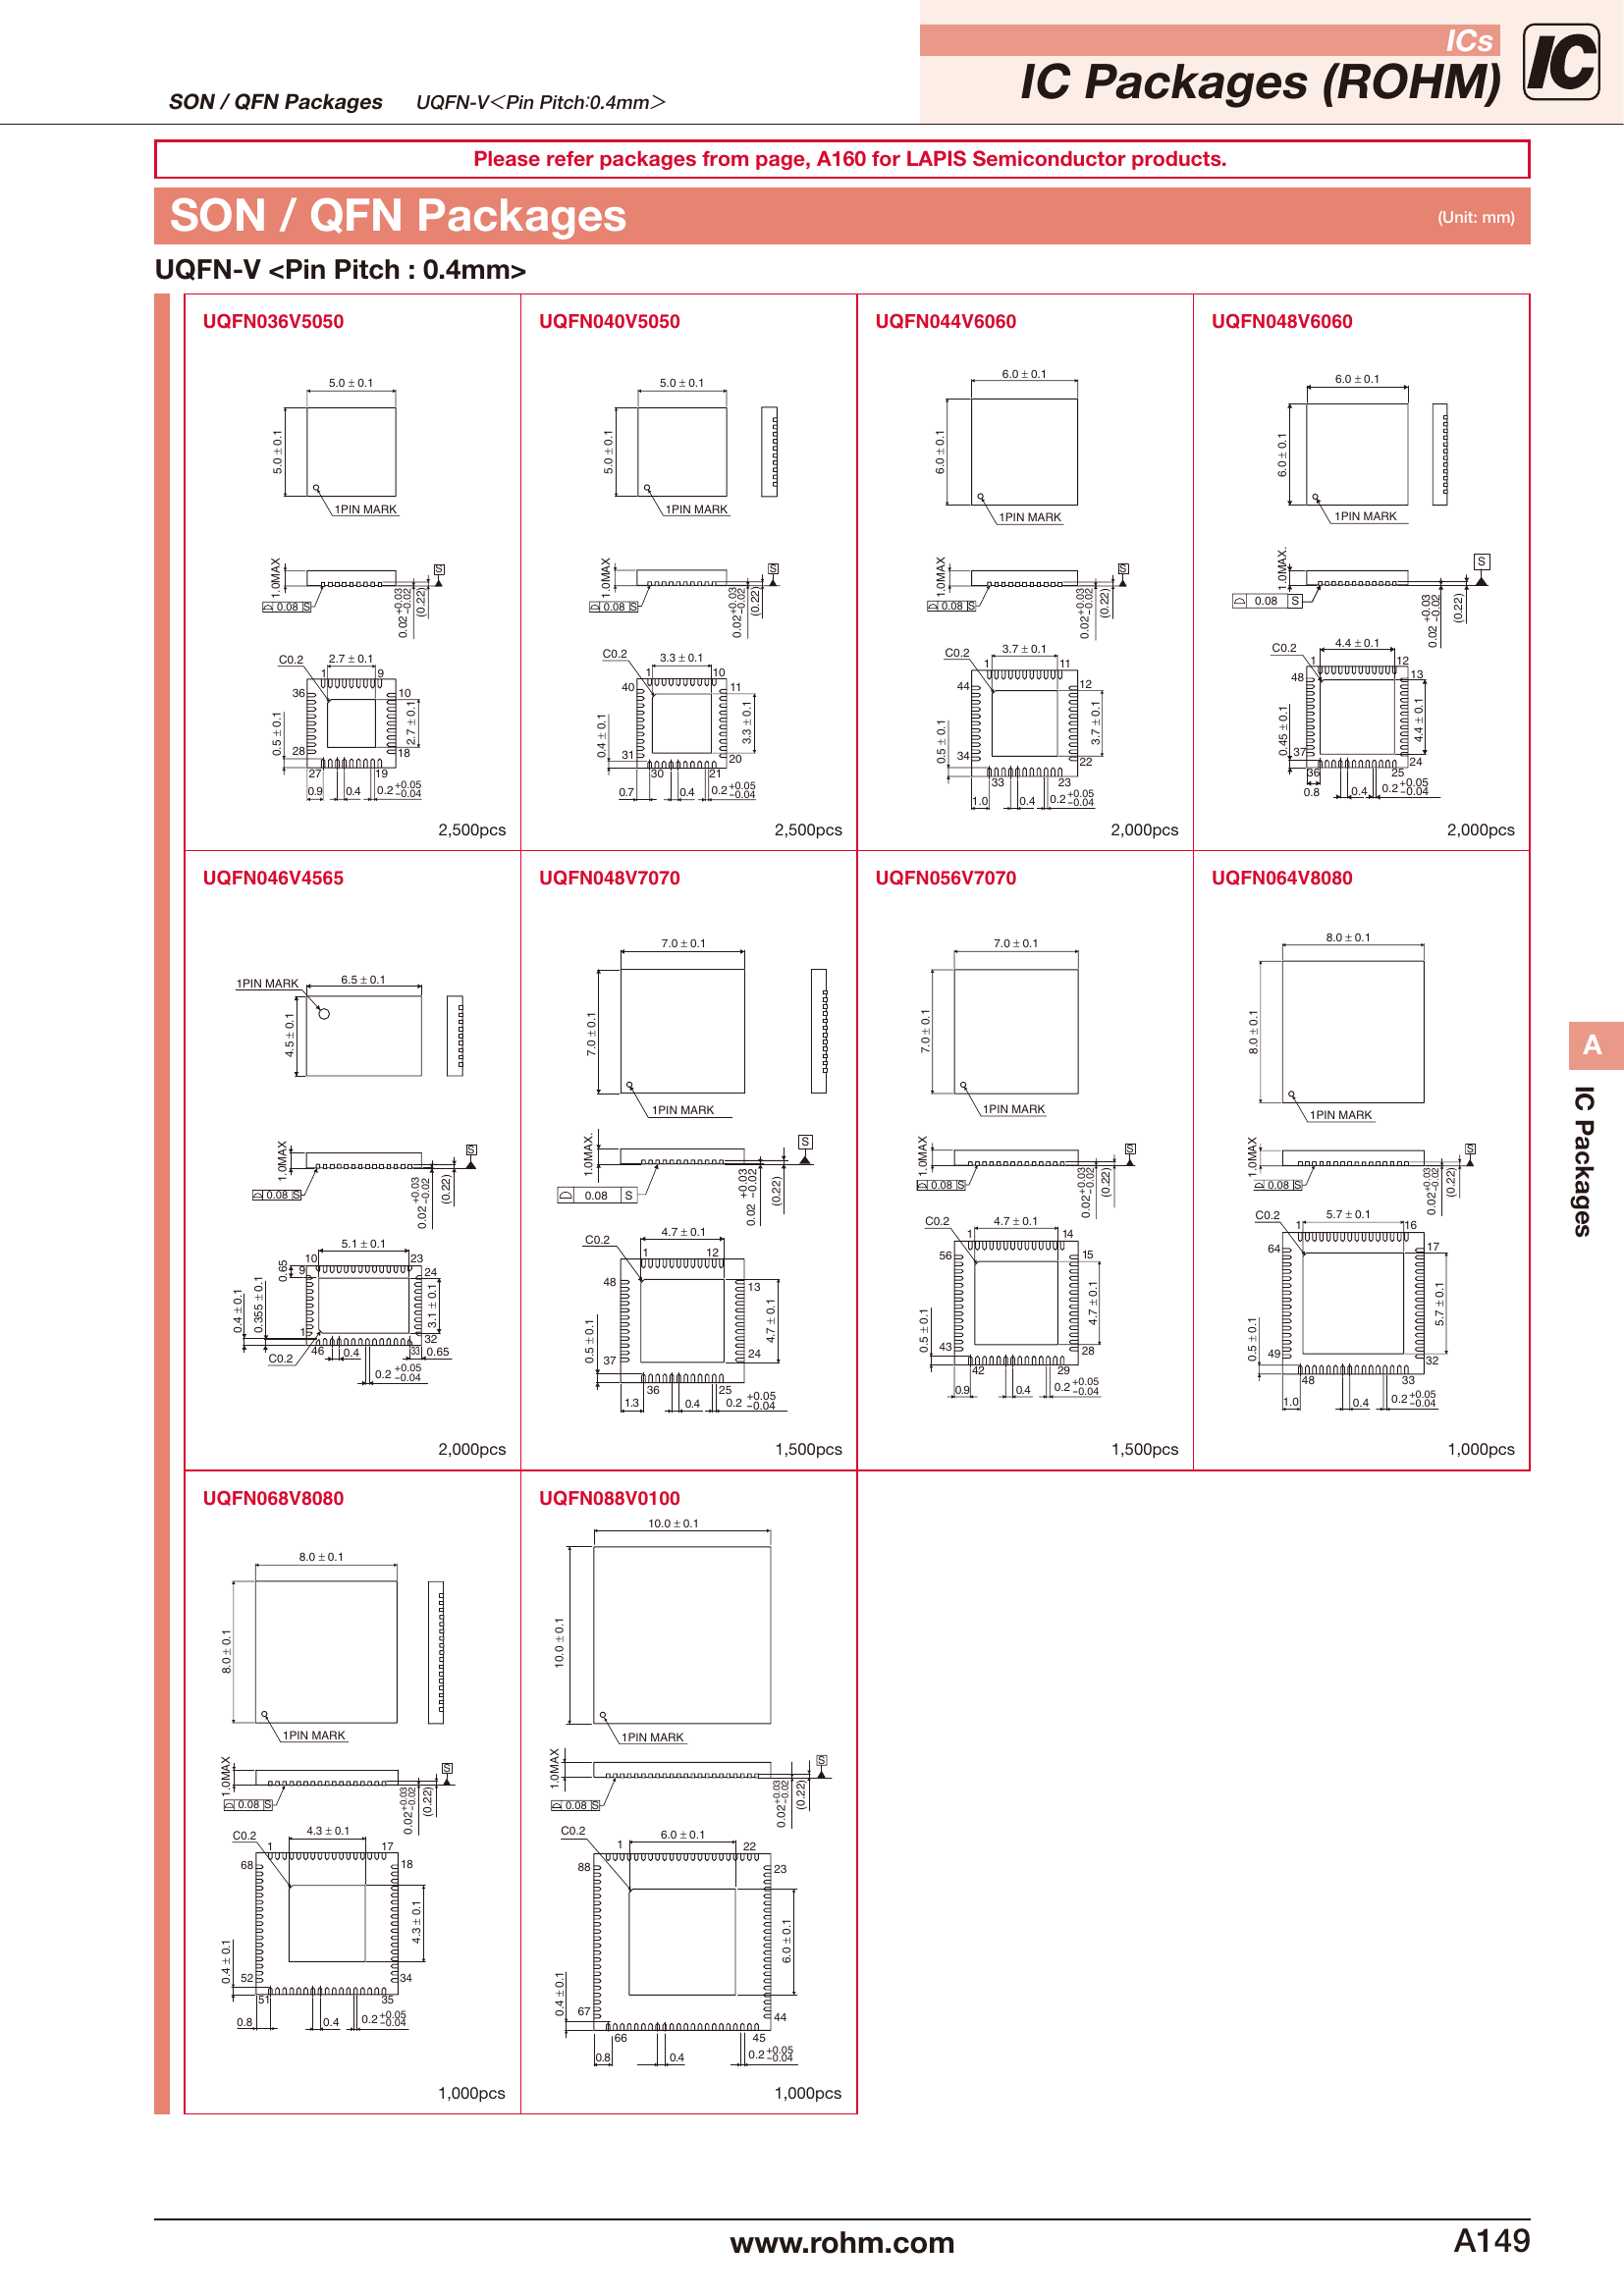 ICs
IC Packages (ROHM)
IC
SON / QFN Packages UQFN-V<Pin Pitch:0.4mm>
Please refer packages from page, A160 for LAPIS Semiconductor products.
SON / QFN Packages (Unit: mm)
UQFN-V <Pin Pitch : 0.4mm>
UQFN036V5050
5.0 ± 0.1
5.0 ± 0.1
1PIN MARK
1.0MAX
S
0.08 S
0.02 +0.03 −0.02
(0.22)
C0.2
2.7 ± 0.1
1 9
36 10
0.5 ± 0.1
2.7 ± 0.1
28 18
27 19
0.9 0.4 0.2 +0.05 −0.04
2,500pcs
UQFN040V5050
5.0 ± 0.1
5.0 ± 0.1
1PIN MARK
1.0MAX
S
0.08 S
0.02 +0.03 −0.02
(0.22)
C0.2
3.3 ± 0.1
1 10
40 11
0.4 ± 0.1
3.3 ± 0.1
31 20
30 21
0.7 0.4 0.2 +0.05 −0.04
2,500pcs
UQFN044V6060
6.0 ± 0.1
6.0 ± 0.1
1PIN MARK
1.0MAX
S
0.08 S
0.02 +0.03 −0.02
(0.22)
C0.2
3.7 ± 0.1
1 11
44 12
0.5 ± 0.1
3.7 ± 0.1
34 22
33 23
1.0 0.4 0.2 +0.05 −0.04
2,000pcs
UQFN048V6060
6.0 ± 0.1
6.0 ± 0.1
1PIN MARK
1.0MAX.
S
0.08 S
0.02 +0.03 −0.02
(0.22)
C0.2
4.4 ± 0.1
1 12
48 13
0.45 ± 0.1
4.4 ± 0.1
37 24
36 25
0.8 0.4 0.2 +0.05 −0.04
2,000pcs
UQFN046V4565
1PIN MARK
6.5 ± 0.1
4.5 ± 0.1
1.0MAX
S
0.08 S
0.02 +0.03 −0.02
(0.22)
5.1 ± 0.1
10 23
0.65
9 24
0.4 ± 0.1
0.355 ± 0.1
3.1 ± 0.1
1 32
46 33
C0.2 0.4 0.65
0.2 +0.05 −0.04
2,000pcs
UQFN048V7070
7.0 ± 0.1
7.0 ± 0.1
1PIN MARK
1.0MAX.
S
0.08 S
0.02 +0.03 −0.02
(0.22)
C0.2
4.7 ± 0.1
1 12
48 13
0.5 ± 0.1
4.7 ± 0.1
37 24
36 25
1.3 0.4 0.2 +0.05 −0.04
1,500pcs
UQFN056V7070
7.0 ± 0.1
7.0 ± 0.1
1PIN MARK
1.0MAX
S
0.08 S
0.02 +0.03 −0.02
(0.22)
C0.2
4.7 ± 0.1
1 14
56 15
0.5 ± 0.1
4.7 ± 0.1
43 28
42 29
0.9 0.4 0.2 +0.05 −0.04
1,500pcs
UQFN064V8080
8.0 ± 0.1
8.0 ± 0.1
1PIN MARK
1.0MAX
S
0.08 S
0.02 +0.03 −0.02
(0.22)
C0.2
5.7 ± 0.1
1 16
64 17
0.5 ± 0.1
5.7 ± 0.1
49 32
48 33
1.0 0.4 0.2 +0.05 −0.04
1,000pcs
UQFN068V8080
8.0 ± 0.1
8.0 ± 0.1
1PIN MARK
1.0MAX
S
0.08 S
0.02 +0.03 −0.02
(0.22)
C0.2
4.3 ± 0.1
1 17
68 18
0.4 ± 0.1
4.3 ± 0.1
52 34
51 35
0.8 0.4 0.2 +0.05 −0.04
1,000pcs
UQFN088V0100
10.0 ± 0.1
10.0 ± 0.1
1PIN MARK
1.0MAX
S
0.08 S
0.02 +0.03 −0.02
(0.22)
C0.2
6.0 ± 0.1
1 22
88 23
0.4 ± 0.1
6.0 ± 0.1
67 44
66 45
0.8 0.4 0.2 +0.05 −0.04
1,000pcs
A
IC Packages
www.rohm.com
A149